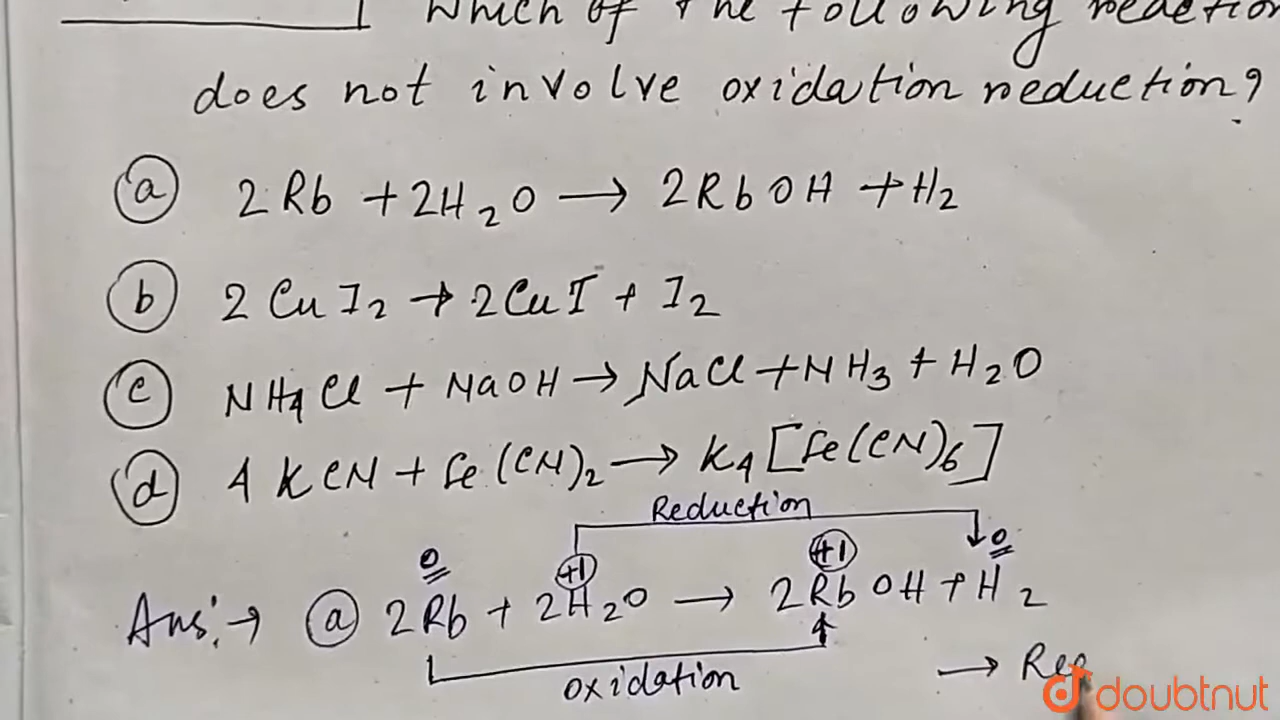 Which of the following reaction
does not involve oxidation reduction?
(a) 2Rb + 2H2O → 2RbOH + H2
(b) 2CuI2 → 2CuI + I2
(c) NH4Cl + NaOH → NaCl + NH3 + H2O
(d) 4KCN + Fe(CN)2 → K4[Fe(CN)6]
Reduction
0 +1 +1 0
Ans: → (a) 2Rb + 2H2O → 2RbOH + H2
oxidation
→ Re
doubtnut